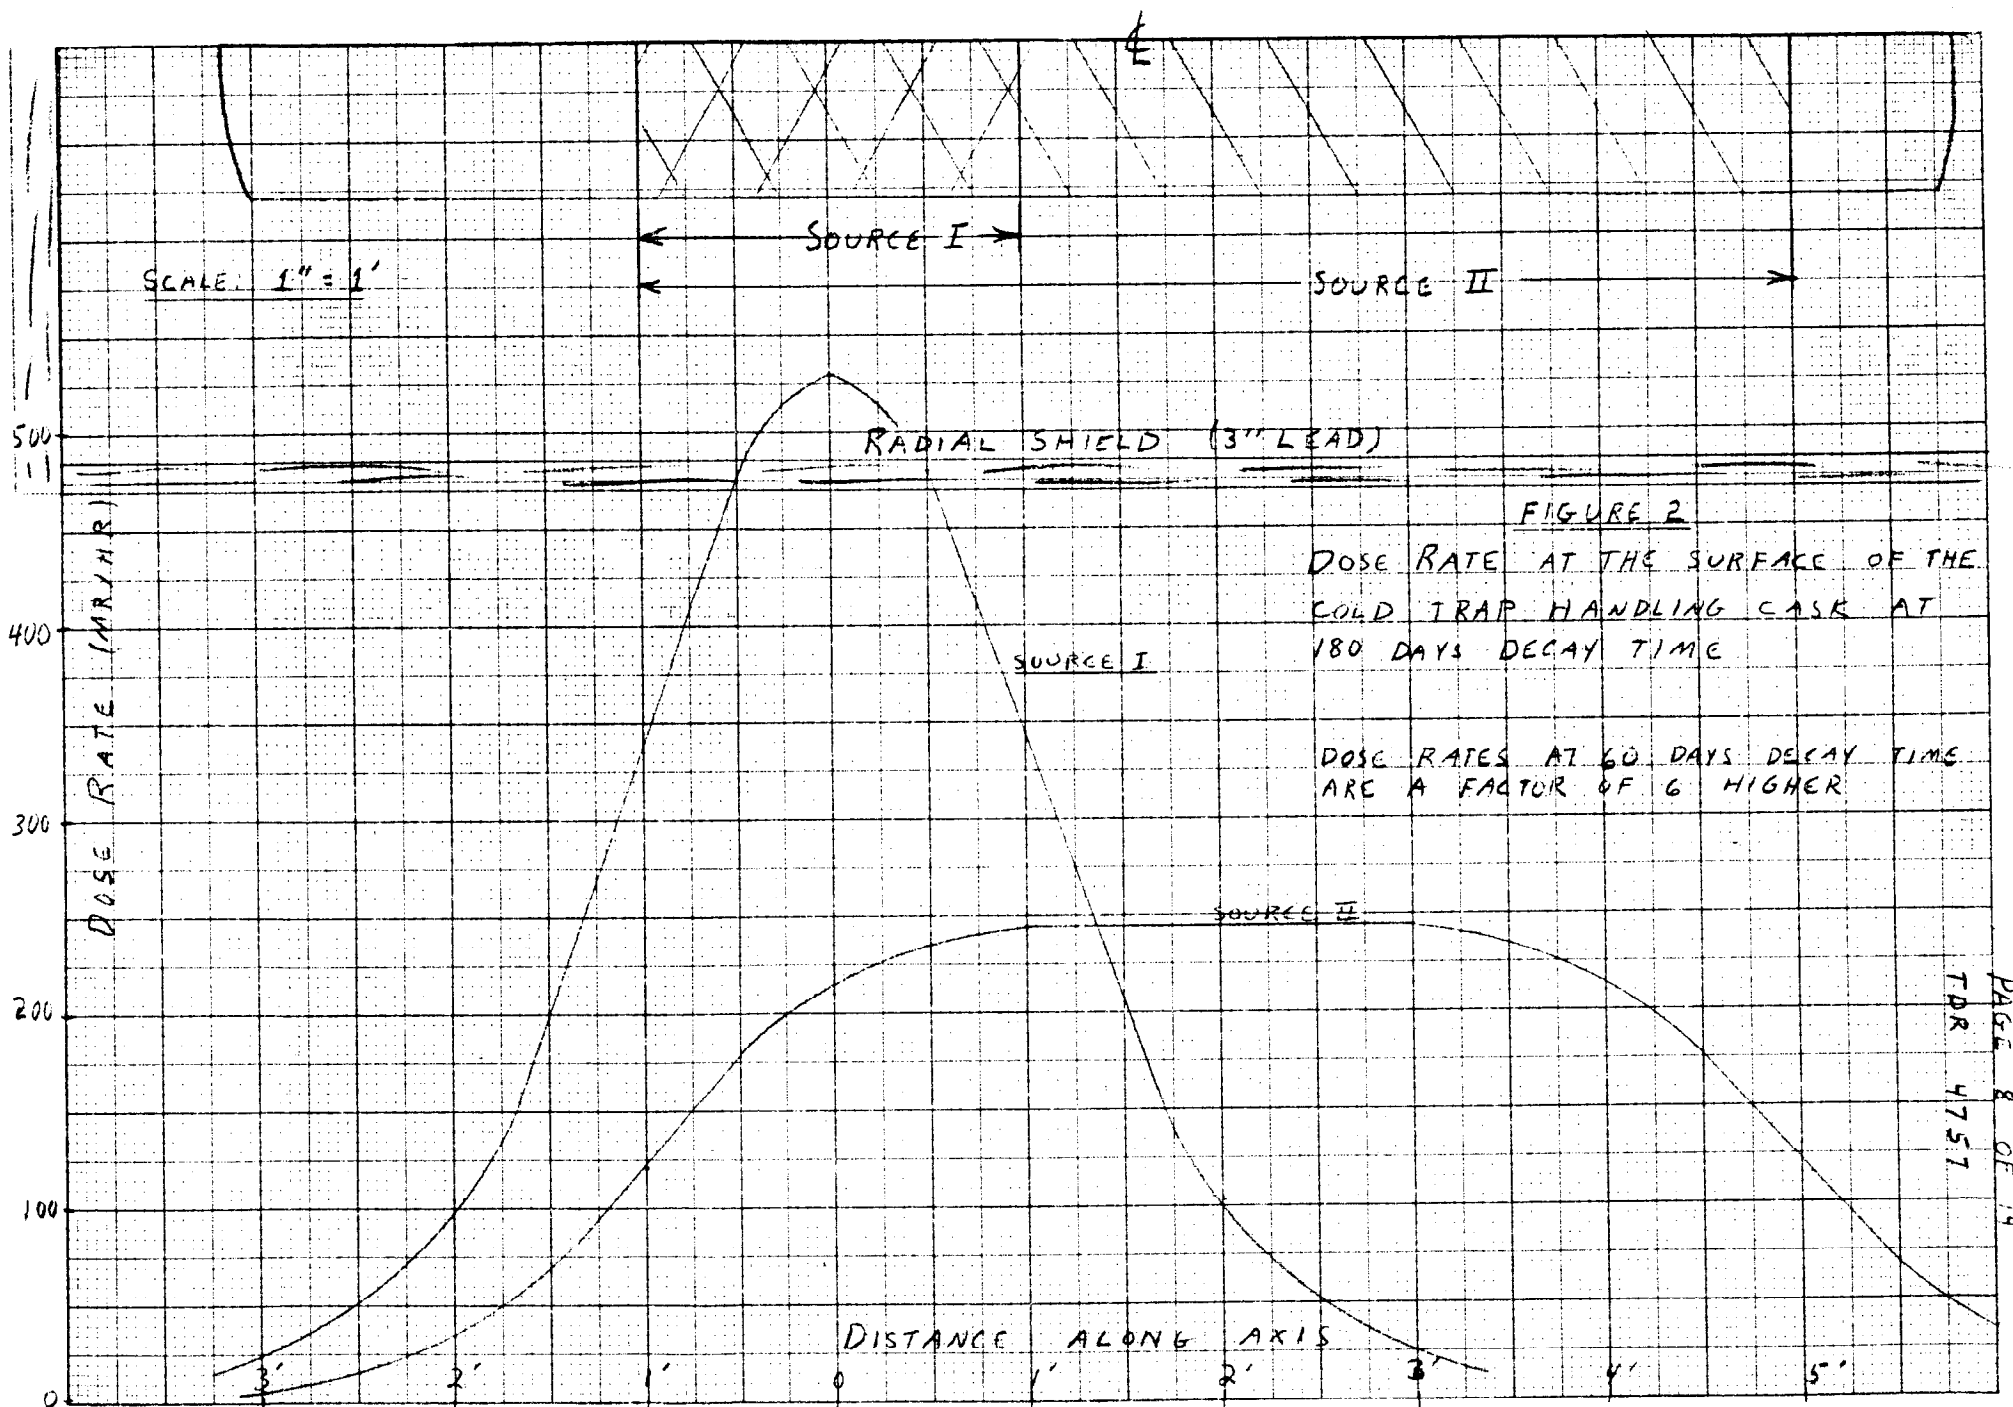 ℄
SOURCE I
SCALE: 1" = 1'
SOURCE II
500
RADIAL SHIELD (3" LEAD)
FIGURE 2
DOSE RATE AT THE SURFACE OF THE
COLD TRAP HANDLING CASK AT
180 DAYS DECAY TIME
400
SOURCE I
DOSE RATES AT 60 DAYS DECAY TIME
ARE A FACTOR OF 6 HIGHER
DOSE RATE (MR/HR)
300
SOURCE II
200
100
0
DISTANCE ALONG AXIS
3' 2' 1' 0 1' 2' 3' 4' 5'
PAGE 8 OF 14
TDR 4757